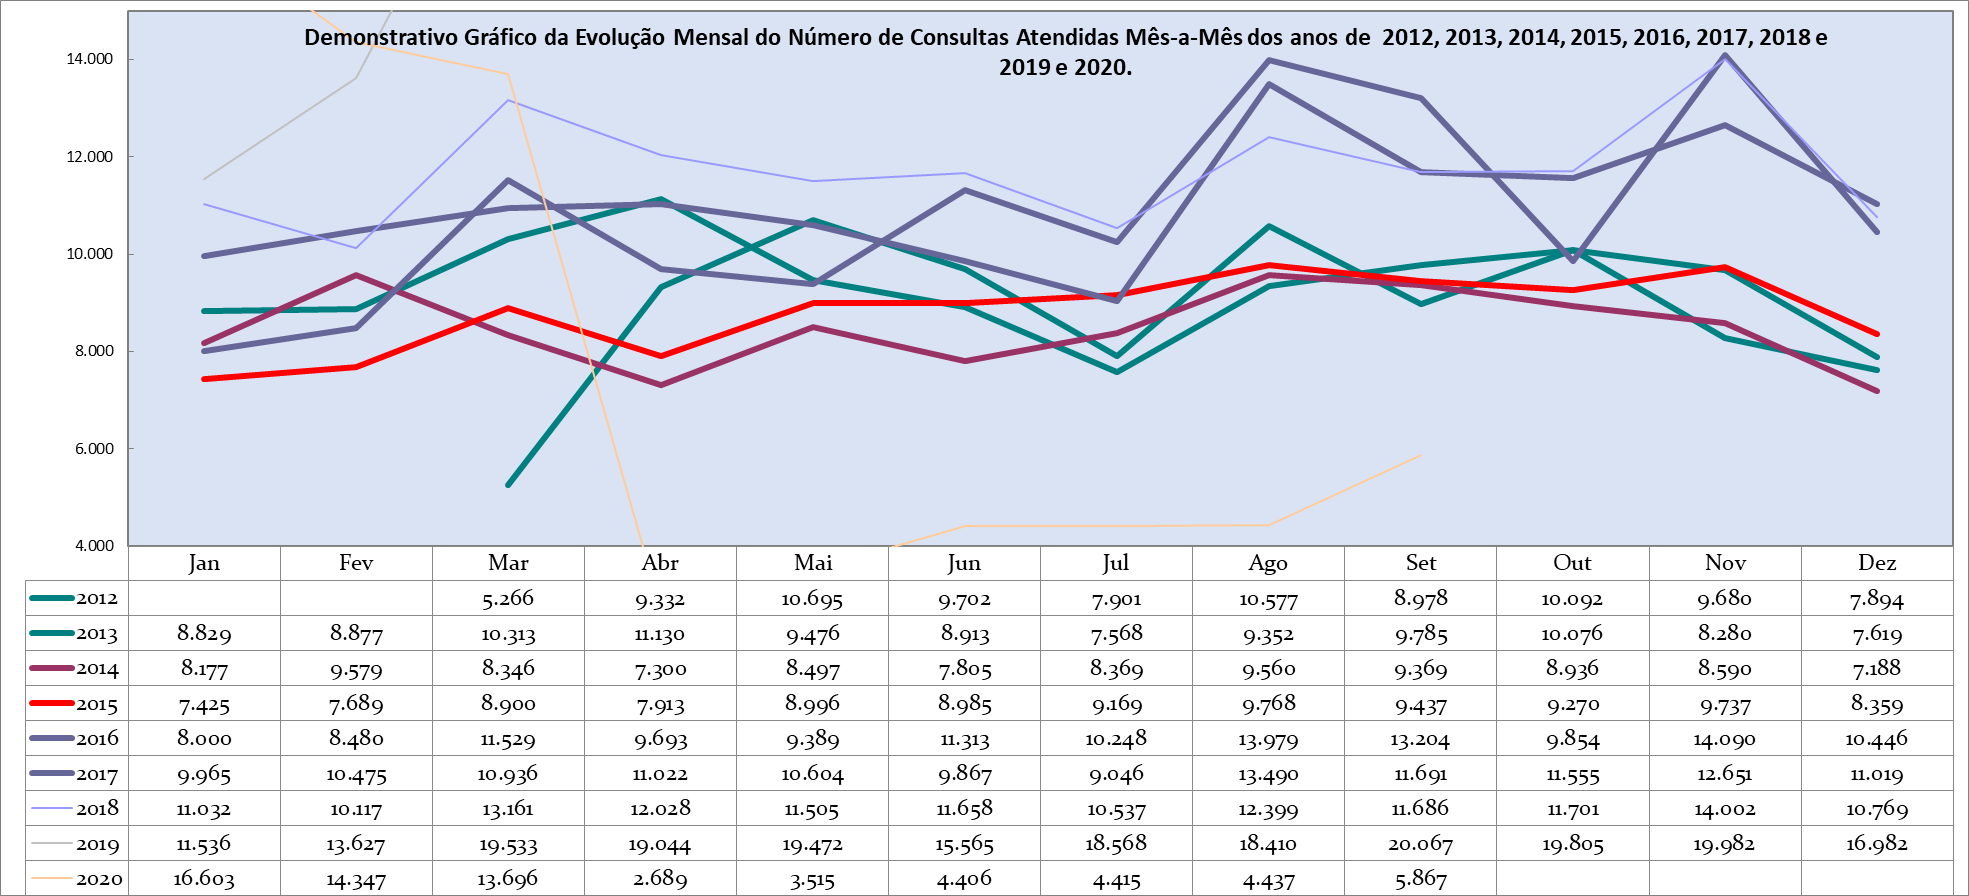 Demonstrativo Gráfico da Evolução Mensal do Número de Consultas Atendidas Mês-a-Mês dos anos de 2012, 2013, 2014, 2015, 2016, 2017, 2018 e
2019 e 2020.
14.000
12.000
10.000
8.000
6.000
4.000
Jan Fev Mar Abr Mai Jun Jul Ago Set Out Nov Dez
2012 5.266 9.332 10.695 9.702 7.901 10.577 8.978 10.092 9.680 7.894
2013 8.829 8.877 10.313 11.130 9.476 8.913 7.568 9.352 9.785 10.076 8.280 7.619
2014 8.177 9.579 8.346 7.300 8.497 7.805 8.369 9.560 9.369 8.936 8.590 7.188
2015 7.425 7.689 8.900 7.913 8.996 8.985 9.169 9.768 9.437 9.270 9.737 8.359
2016 8.000 8.480 11.529 9.693 9.389 11.313 10.248 13.979 13.204 9.854 14.090 10.446
2017 9.965 10.475 10.936 11.022 10.604 9.867 9.046 13.490 11.691 11.555 12.651 11.019
2018 11.032 10.117 13.161 12.028 11.505 11.658 10.537 12.399 11.686 11.701 14.002 10.769
2019 11.536 13.627 19.533 19.044 19.472 15.565 18.568 18.410 20.067 19.805 19.982 16.982
2020 16.603 14.347 13.696 2.689 3.515 4.406 4.415 4.437 5.867